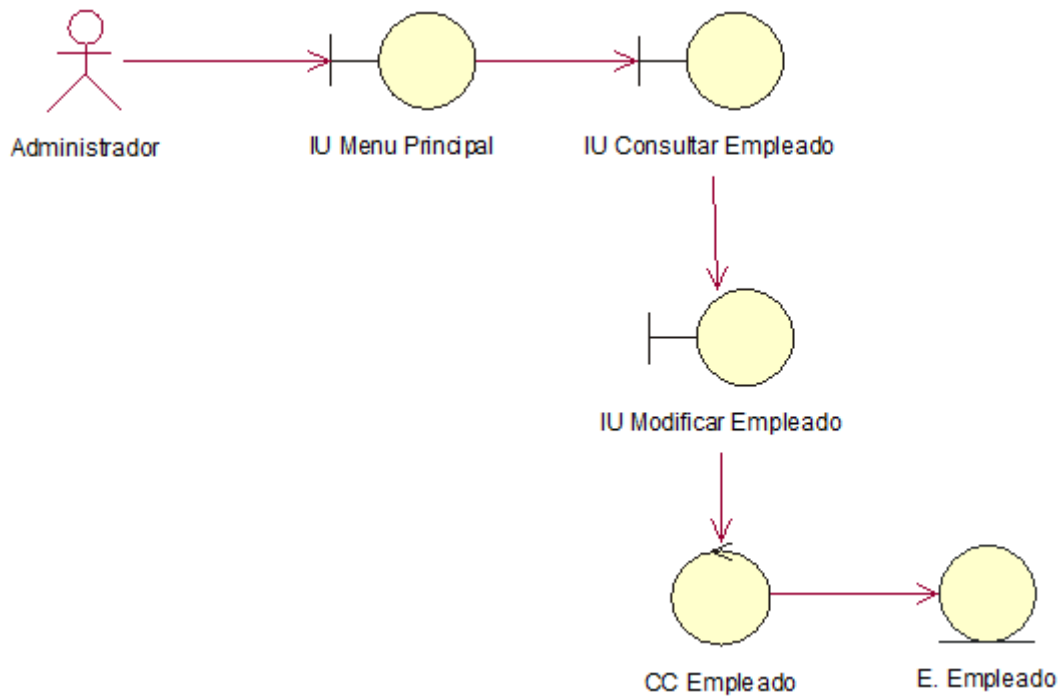 Administrador
IU Menu Principal
IU Consultar Empleado
IU Modificar Empleado
CC Empleado
E. Empleado